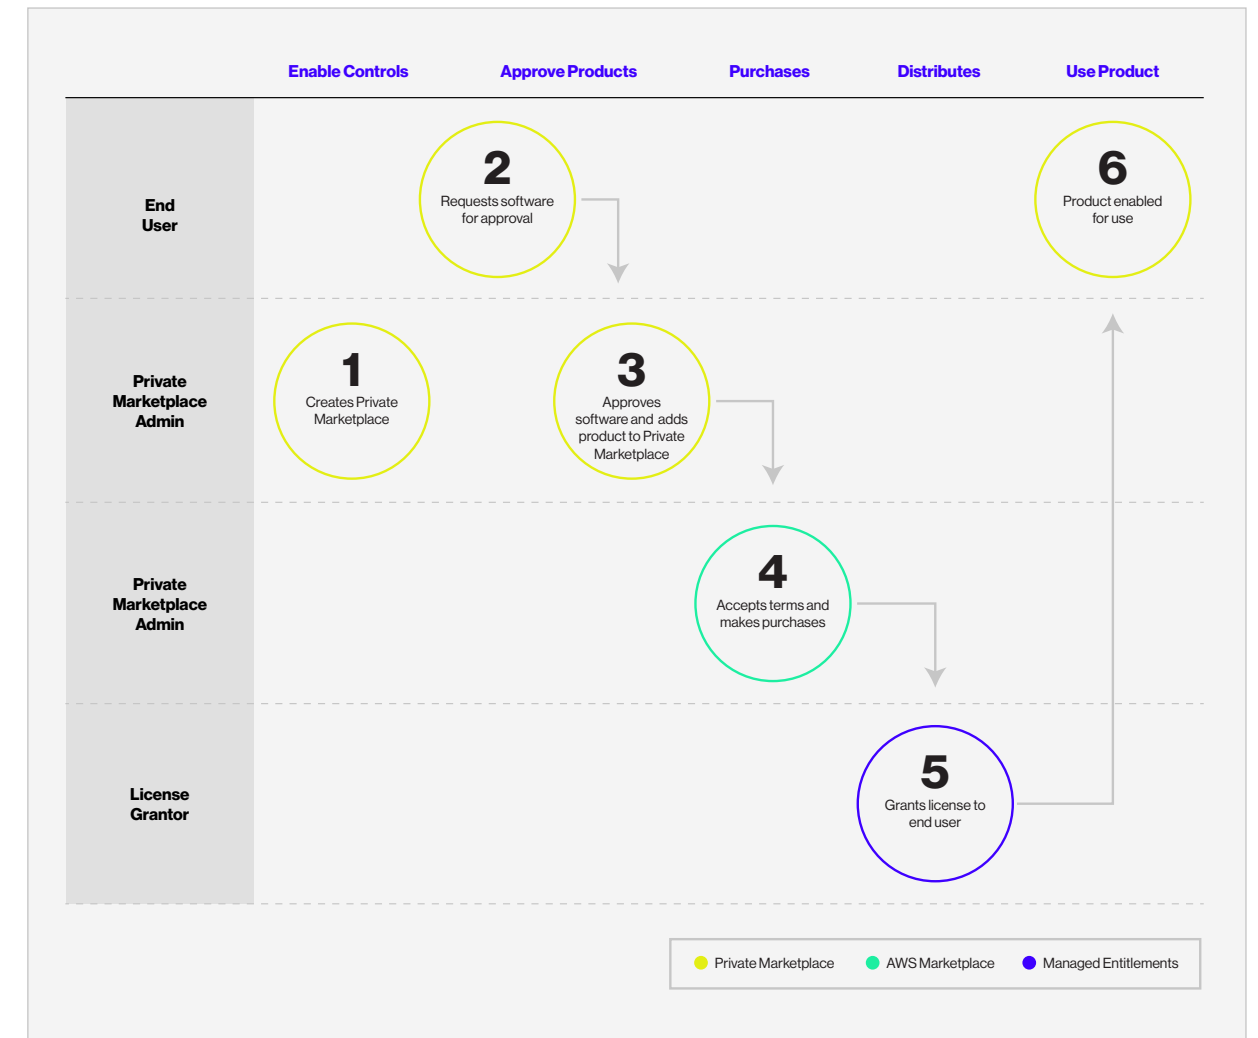 Enable Controls
Approve Products
Purchases
Distributes
Use Product
End
User
2
Requests software
for approval
6
Product enabled
for use
Private
Marketplace
Admin
1
Creates Private
Marketplace
3
Approves
software and adds
product to Private
Marketplace
Private
Marketplace
Admin
4
Accepts terms and
makes purchases
License
Grantor
5
Grants license to
end user
Private Marketplace
AWS Marketplace
Managed Entitlements